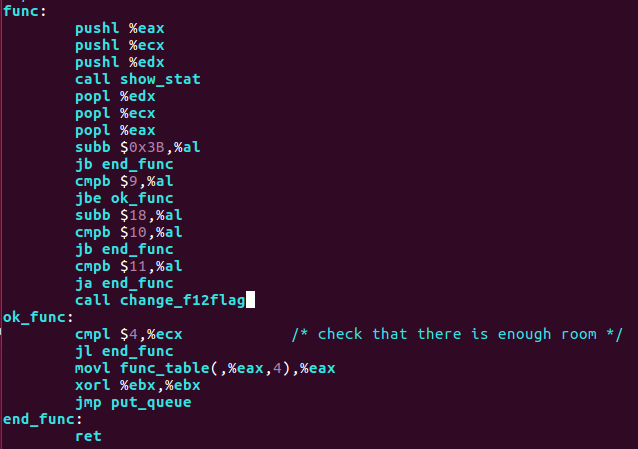 func:
pushl %eax
pushl %ecx
pushl %edx
call show_stat
popl %edx
popl %ecx
popl %eax
subb $0x3B,%al
jb end_func
cmpb $9,%al
jbe ok_func
subb $18,%al
cmpb $10,%al
jb end_func
cmpb $11,%al
ja end_func
call change_f12flag
ok_func:
cmpl $4,%ecx /* check that there is enough room */
jl end_func
movl func_table(,%eax,4),%eax
xorl %ebx,%ebx
jmp put_queue
end_func:
ret